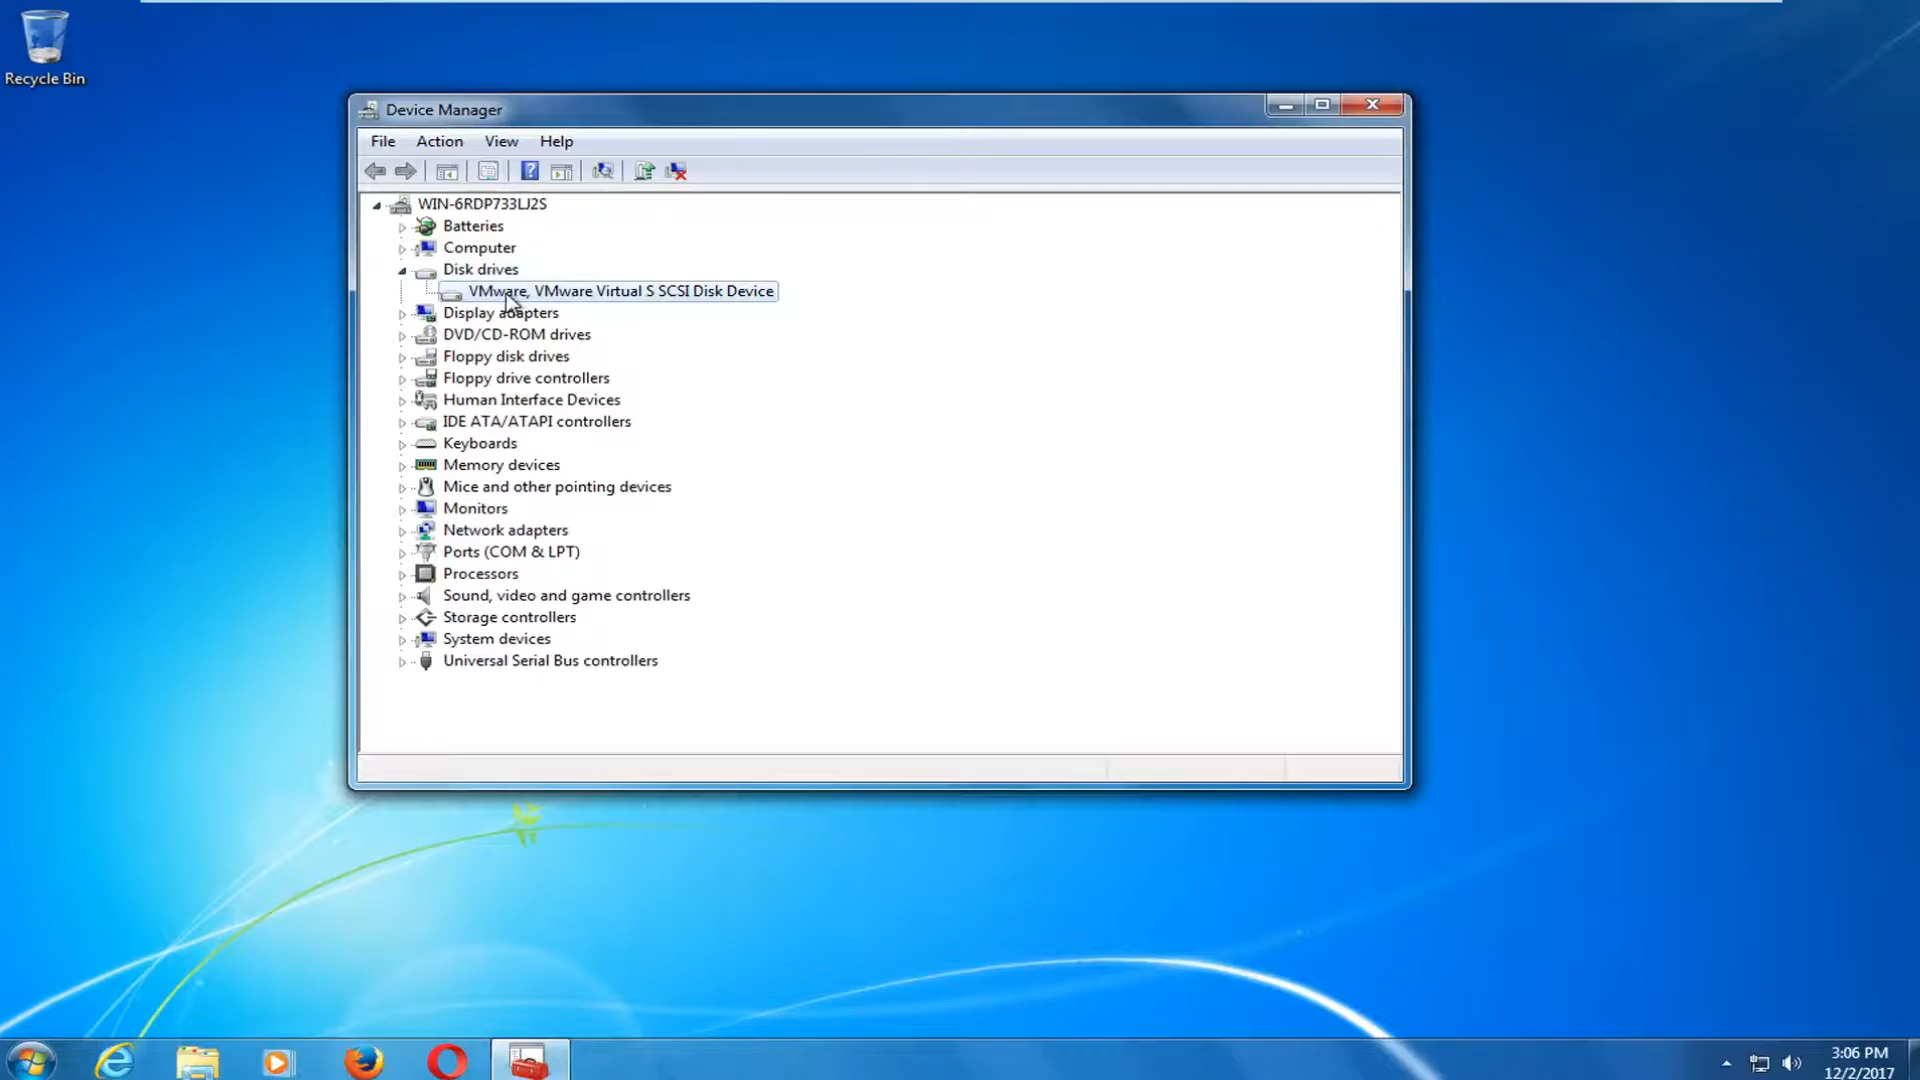 Recycle Bin
Device Manager
File Action View Help
WIN-6RDP733LJ2S
Batteries
Computer
Disk drives
VMware, VMware Virtual S SCSI Disk Device
Display adapters
DVD/CD-ROM drives
Floppy disk drives
Floppy drive controllers
Human Interface Devices
IDE ATA/ATAPI controllers
Keyboards
Memory devices
Mice and other pointing devices
Monitors
Network adapters
Ports (COM & LPT)
Processors
Sound, video and game controllers
Storage controllers
System devices
Universal Serial Bus controllers
3:06 PM
12/2/2017